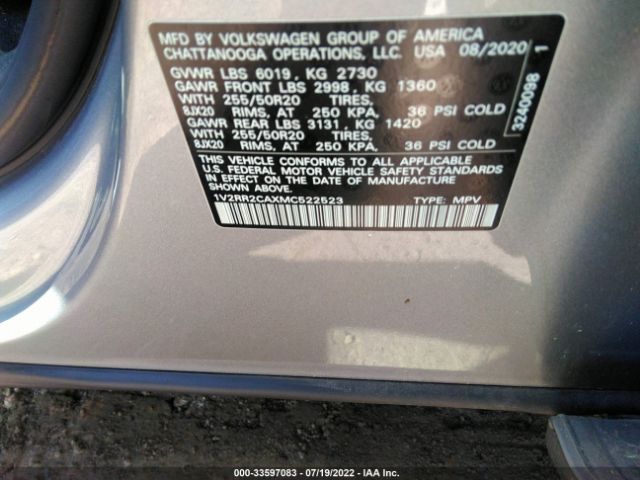 MFD BY VOLKSWAGEN GROUP OF AMERICA
CHATTANOOGA OPERATIONS, LLC. USA 08/2020
GVWR LBS 6019, KG 2730
GAWR FRONT LBS 2998, KG 1360
WITH 255/50R20 TIRES,
8JX20 RIMS, AT 250 KPA, 36 PSI COLD
GAWR REAR LBS 3131, KG 1420
WITH 255/50R20 TIRES,
8JX20 RIMS, AT 250 KPA, 36 PSI COLD
THIS VEHICLE CONFORMS TO ALL APPLICABLE
U.S. FEDERAL MOTOR VEHICLE SAFETY STANDARDS
IN EFFECT ON THE DATE OF MANUFACTURE
SHOWN ABOVE.
1V2RR2CAXMC522523 TYPE: MPV
3240098 1
000-33597083 / 07/19/2022 / IAA Inc.